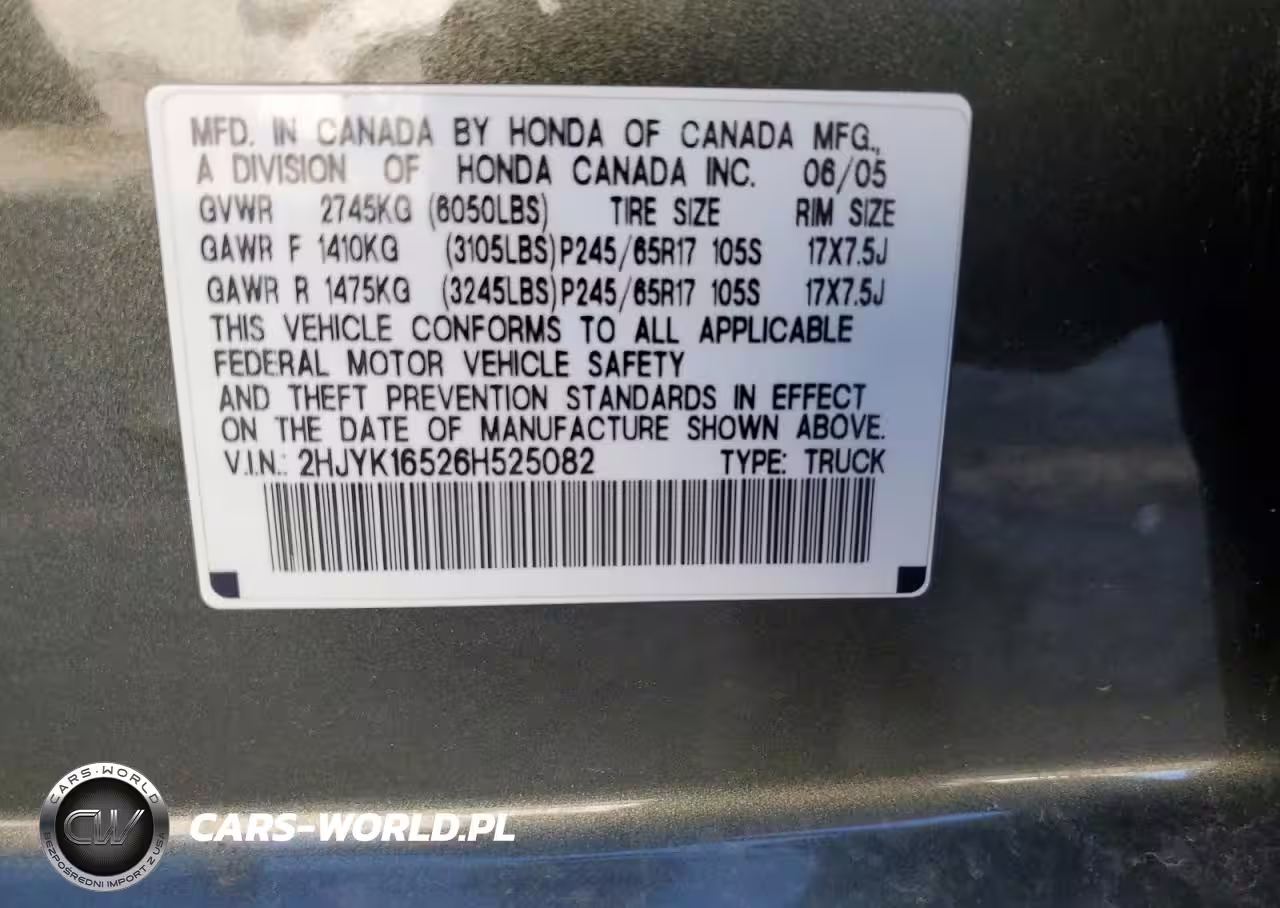 MFD. IN CANADA BY HONDA OF CANADA MFG.,
A DIVISION OF HONDA CANADA INC. 06/05
GVWR 2745KG (6050LBS) TIRE SIZE RIM SIZE
GAWR F 1410KG (3105LBS) P245/65R17 105S 17X7.5J
GAWR R 1475KG (3245LBS) P245/65R17 105S 17X7.5J
THIS VEHICLE CONFORMS TO ALL APPLICABLE
FEDERAL MOTOR VEHICLE SAFETY
AND THEFT PREVENTION STANDARDS IN EFFECT
ON THE DATE OF MANUFACTURE SHOWN ABOVE.
V.I.N.: 2HJYK16526H525082 TYPE: TRUCK
CARS-WORLD
CW
BEZPOŚREDNI IMPORT Z USA
CARS-WORLD.PL